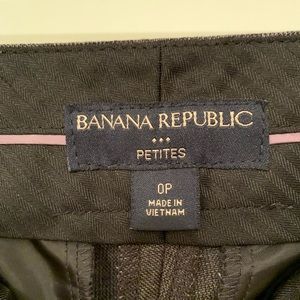 BANANA REPUBLIC
PETITES
0P
MADE IN
VIETNAM